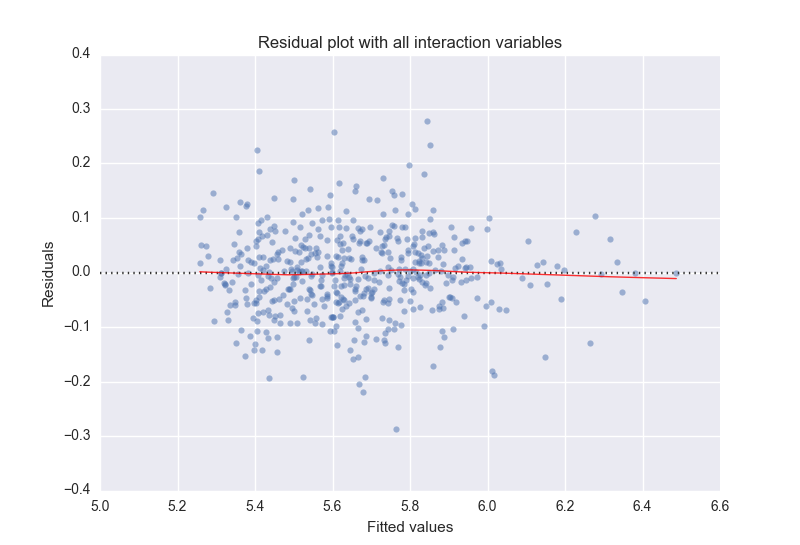 Residual plot with all interaction variables
0.4
0.3
0.2
0.1
0.0
−0.1
−0.2
−0.3
−0.4
Residuals
5.0 5.2 5.4 5.6 5.8 6.0 6.2 6.4 6.6
Fitted values